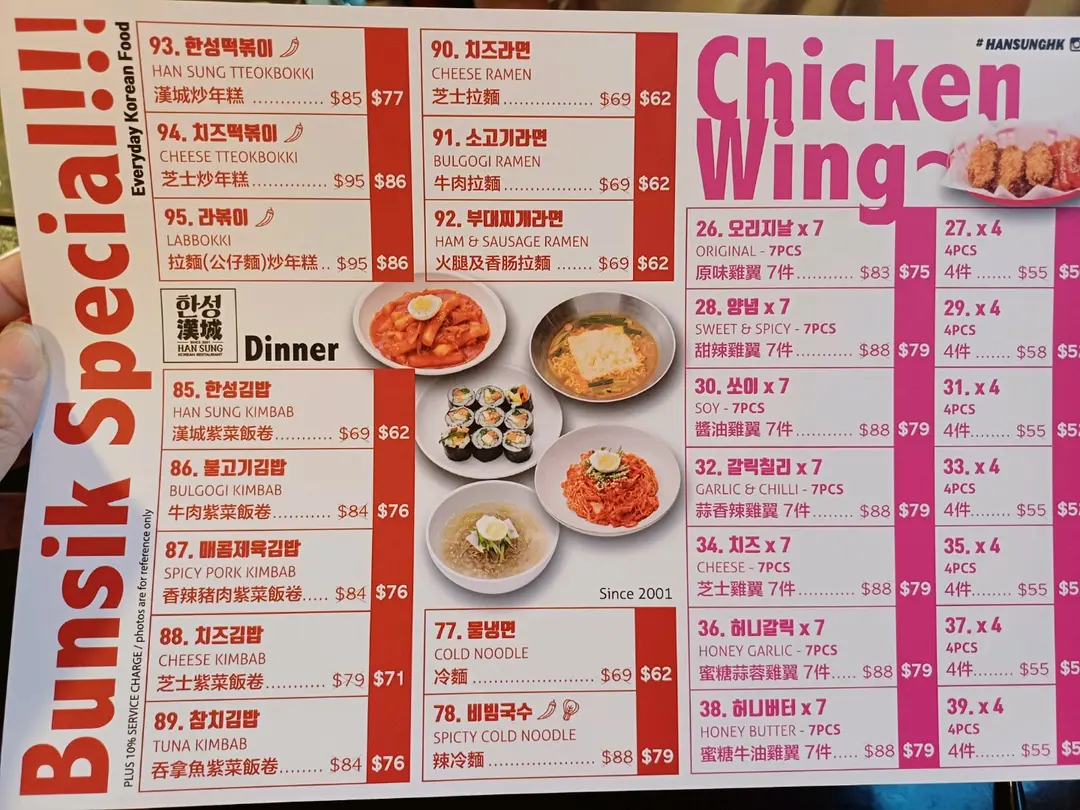 Bunsik Special!!!
Everyday Korean Food
PLUS 10% SERVICE CHARGE / photos are for reference only
93. 한성떡볶이
HAN SUNG TTEOKBOKKI
漢城炒年糕 ............ $85 $77
94. 치즈떡볶이
CHEESE TTEOKBOKKI
芝士炒年糕............. $95 $86
95. 라볶이
LABBOKKI
拉麵(公仔麵)炒年糕.. $95 $86
90. 치즈라면
CHEESE RAMEN
芝士拉麵................ $69 $62
91. 소고기라면
BULGOGI RAMEN
牛肉拉麵................ $69 $62
92. 부대찌개라면
HAM & SAUSAGE RAMEN
火腿及香肠拉麵 ....... $69 $62
한성
漢城
SINCE 2001
HAN SUNG
KOREAN RESTAURANT
Dinner
85. 한성김밥
HAN SUNG KIMBAB
漢城紫菜飯卷........... $69 $62
86. 불고기김밥
BULGOGI KIMBAB
牛肉紫菜飯卷........... $84 $76
87. 매콤제육김밥
SPICY PORK KIMBAB
香辣豬肉紫菜飯卷..... $84 $76
88. 치즈김밥
CHEESE KIMBAB
芝士紫菜飯卷........... $79 $71
89. 참치김밥
TUNA KIMBAB
吞拿魚紫菜飯卷........ $84 $76
Since 2001
77. 물냉면
COLD NOODLE
冷麵 ...................... $69 $62
78. 비빔국수
SPICTY COLD NOODLE
辣冷麵 ................... $88 $79
#HANSUNGHK
Chicken
Wing~
26. 오리지날 x 7
ORIGINAL - 7PCS
原味雞翼 7件........... $83 $75
27. x 4
4PCS
4件........ $55
28. 양념 x 7
SWEET & SPICY - 7PCS
甜辣雞翼 7件........... $88 $79
29. x 4
4PCS
4件........ $58
30. 쏘이 x 7
SOY - 7PCS
醬油雞翼 7件........... $88 $79
31. x 4
4PCS
4件........ $55
32. 갈릭칠리 x 7
GARLIC & CHILLI - 7PCS
蒜香辣雞翼 7件........ $88 $79
33. x 4
4PCS
4件........ $55
34. 치즈 x 7
CHEESE - 7PCS
芝士雞翼 7件........... $88 $79
35. x 4
4PCS
4件........ $55
36. 허니갈릭 x 7
HONEY GARLIC - 7PCS
蜜糖蒜蓉雞翼 7件..... $88 $79
37. x 4
4PCS
4件........ $55
38. 허니버터 x 7
HONEY BUTTER - 7PCS
蜜糖牛油雞翼 7件..... $88 $79
39. x 4
4PCS
4件........ $55